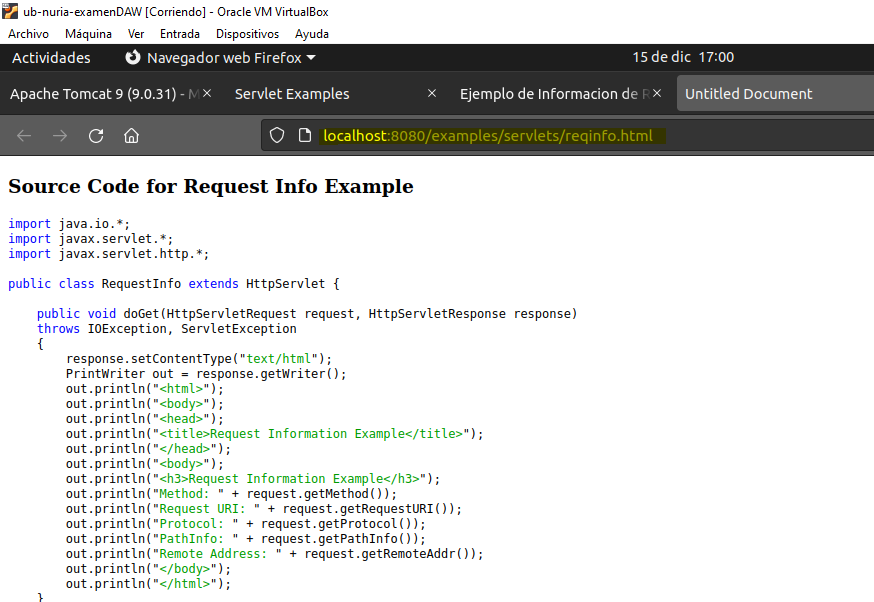 ub-nuria-examenDAW [Corriendo] - Oracle VM VirtualBox
Archivo Máquina Ver Entrada Dispositivos Ayuda
Actividades Navegador web Firefox 15 de dic 17:00
Apache Tomcat 9 (9.0.31) - Servlet Examples Ejemplo de Informacion de Untitled Document
localhost:8080/examples/servlets/reqinfo.html
Source Code for Request Info Example
import java.io.*;
import javax.servlet.*;
import javax.servlet.http.*;
public class RequestInfo extends HttpServlet {
public void doGet(HttpServletRequest request, HttpServletResponse response)
throws IOException, ServletException
{
response.setContentType("text/html");
PrintWriter out = response.getWriter();
out.println("<html>");
out.println("<body>");
out.println("<head>");
out.println("<title>Request Information Example</title>");
out.println("</head>");
out.println("<body>");
out.println("<h3>Request Information Example</h3>");
out.println("Method: " + request.getMethod());
out.println("Request URI: " + request.getRequestURI());
out.println("Protocol: " + request.getProtocol());
out.println("PathInfo: " + request.getPathInfo());
out.println("Remote Address: " + request.getRemoteAddr());
out.println("</body>");
out.println("</html>");
}